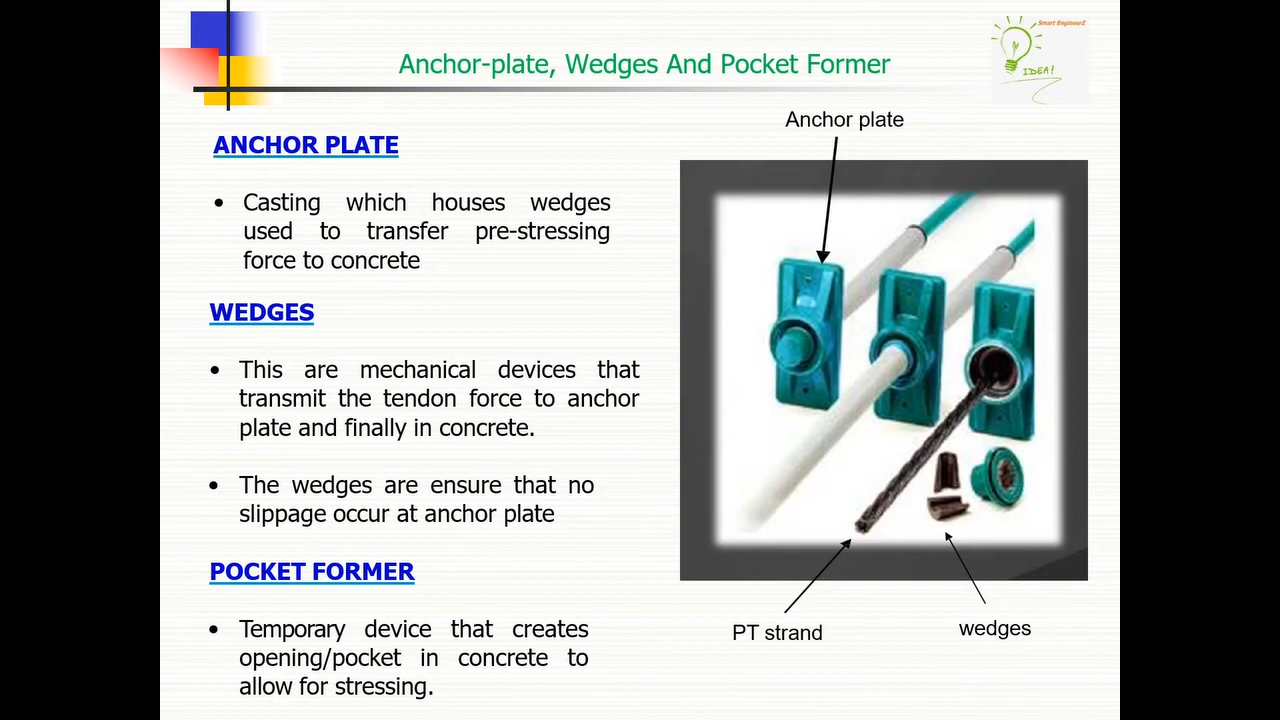 Smart EngineerZ
IDEA!
Anchor-plate, Wedges And Pocket Former
Anchor plate
ANCHOR PLATE
• Casting which houses wedges
used to transfer pre-stressing
force to concrete
WEDGES
• This are mechanical devices that
transmit the tendon force to anchor
plate and finally in concrete.
• The wedges are ensure that no
slippage occur at anchor plate
POCKET FORMER
• Temporary device that creates
opening/pocket in concrete to
allow for stressing.
PT strand
wedges